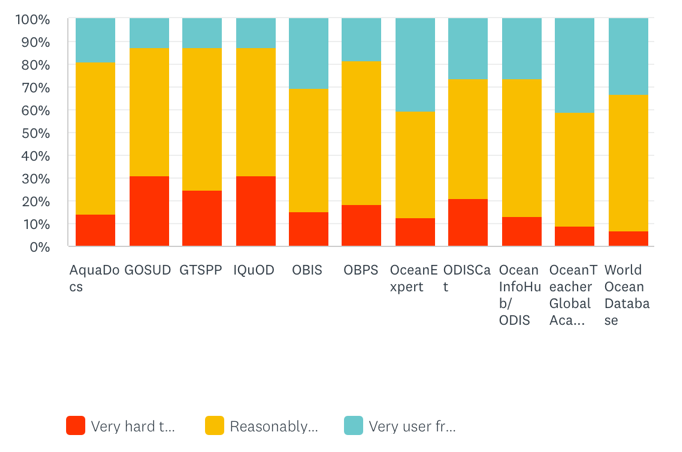 100%
90%
80%
70%
60%
50%
40%
30%
20%
10%
0%
AquaDo
cs
GOSUD
GTSPP
IQuOD
OBIS
OBPS
OceanE
xpert
ODISCa
t
Ocean
InfoHu
b/
ODIS
OceanT
eacher
Global
Aca...
World
Ocean
Databa
se
Very hard t...
Reasonably...
Very user fr...